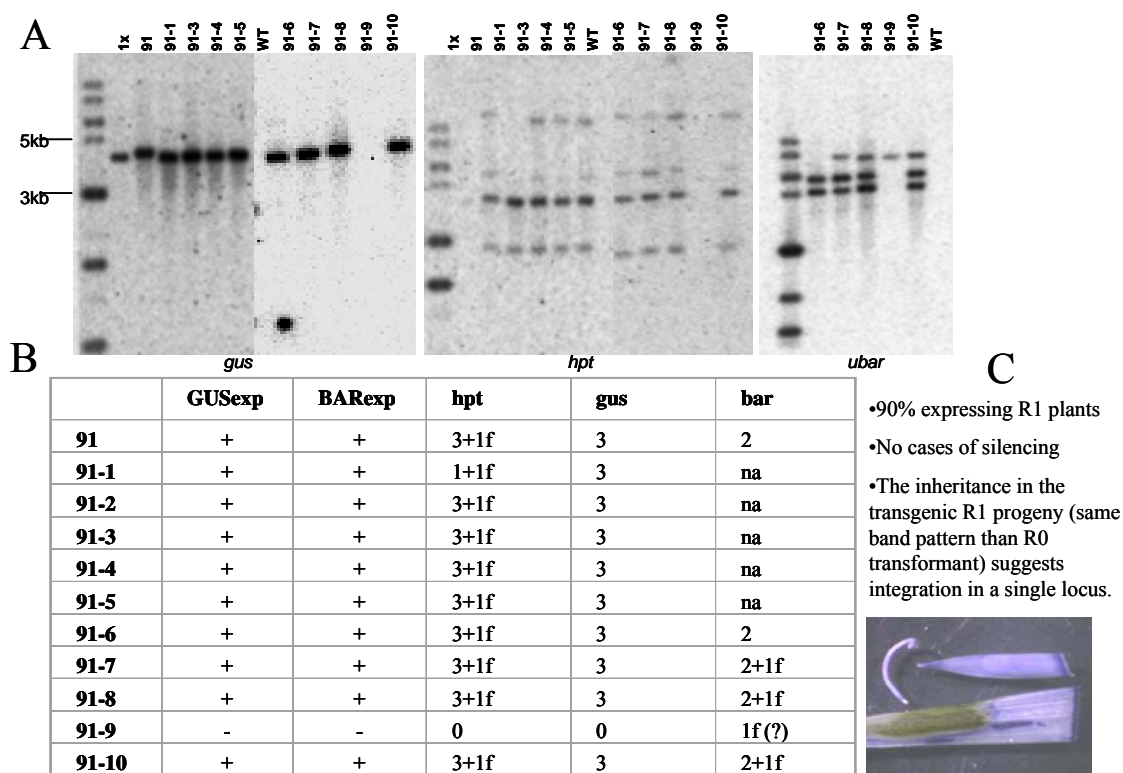 A
1x 91 91-1 91-3 91-4 91-5 WT 91-6 91-7 91-8 91-9 91-10
1x 91 91-1 91-3 91-4 91-5 WT 91-6 91-7 91-8 91-9 91-10
91-6 91-7 91-8 91-9 91-10 WT
5kb
3kb
gus hpt ubar
B
GUSexp BARexp hpt gus bar
91 + + 3+1f 3 2
91-1 + + 1+1f 3 na
91-2 + + 3+1f 3 na
91-3 + + 3+1f 3 na
91-4 + + 3+1f 3 na
91-5 + + 3+1f 3 na
91-6 + + 3+1f 3 2
91-7 + + 3+1f 3 2+1f
91-8 + + 3+1f 3 2+1f
91-9 - - 0 0 1f (?)
91-10 + + 3+1f 3 2+1f
C
•90% expressing R1 plants
•No cases of silencing
•The inheritance in the
transgenic R1 progeny (same
band pattern than R0
transformant) suggests
integration in a single locus.